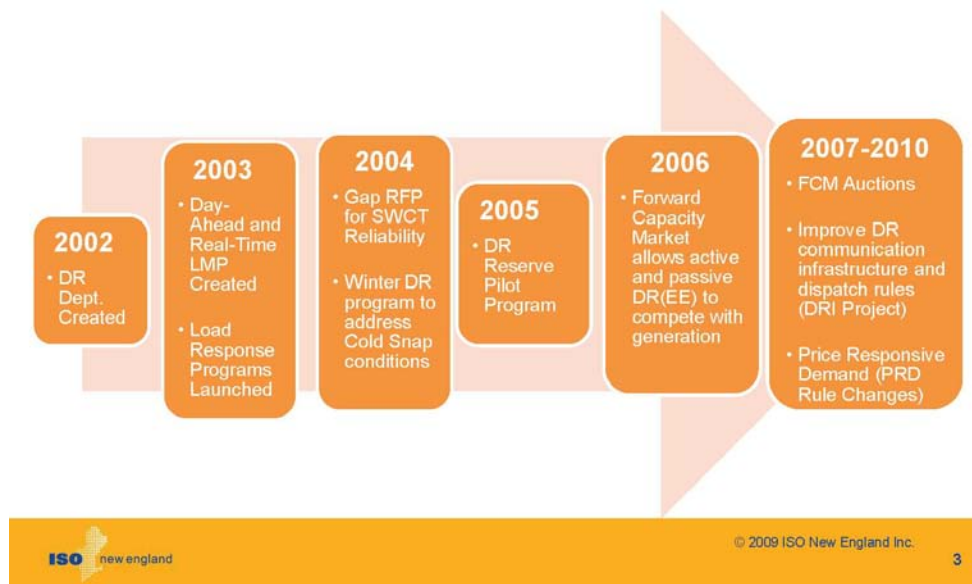 2002
• DR
Dept.
Created
2003
• Day-
Ahead and
Real-Time
LMP
Created
• Load
Response
Programs
Launched
2004
• Gap RFP
for SWCT
Reliability
• Winter DR
program to
address
Cold Snap
conditions
2005
• DR
Reserve
Pilot
Program
2006
• Forward
Capacity
Market
allows active
and passive
DR(EE) to
compete with
generation
2007-2010
• FCM Auctions
• Improve DR
communication
infrastructure and
dispatch rules
(DRI Project)
• Price Responsive
Demand (PRD
Rule Changes)
ISO new england
© 2009 ISO New England Inc.
3